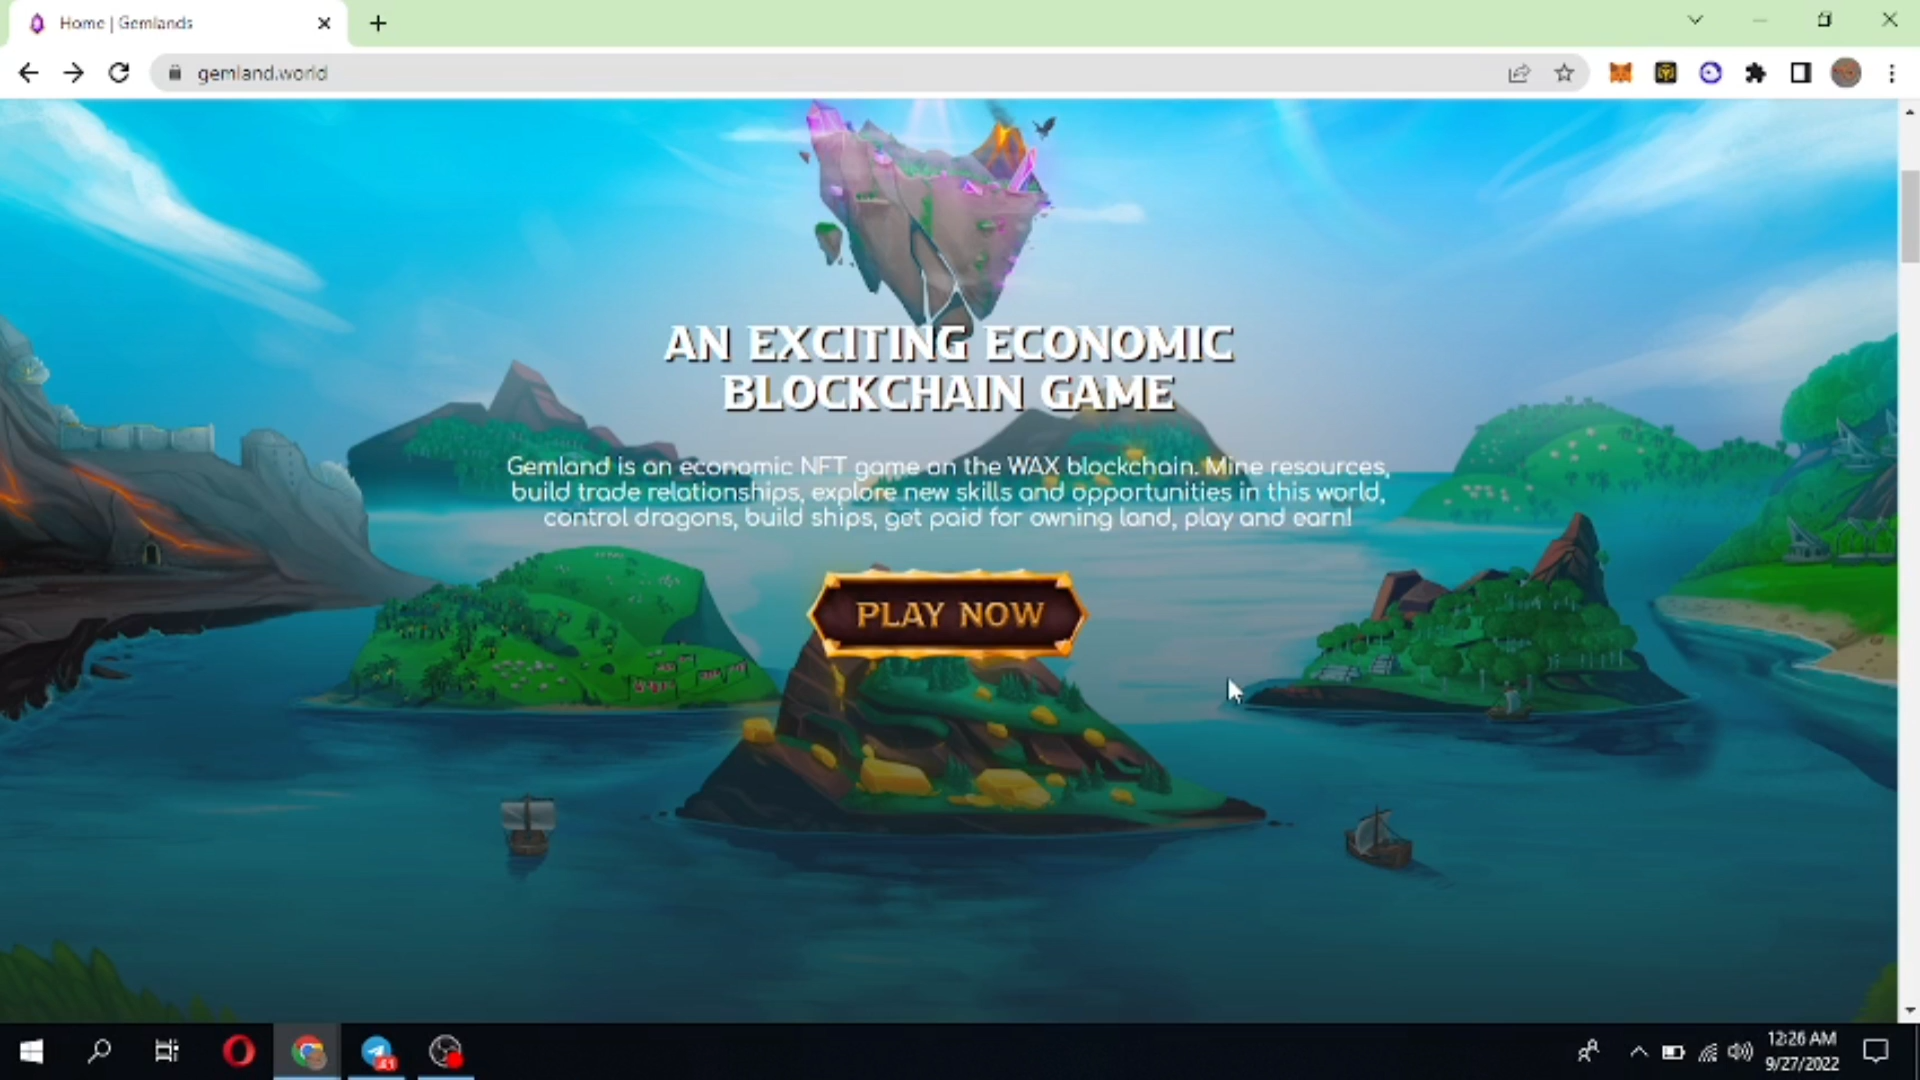 Home | Gemlands
gemland.world
AN EXCITING ECONOMIC
BLOCKCHAIN GAME
Gemland is an economic NFT game on the WAX blockchain. Mine resources,
build trade relationships, explore new skills and opportunities in this world,
control dragons, build ships, get paid for owning land, play and earn!
PLAY NOW
41
12:26 AM
9/27/2022